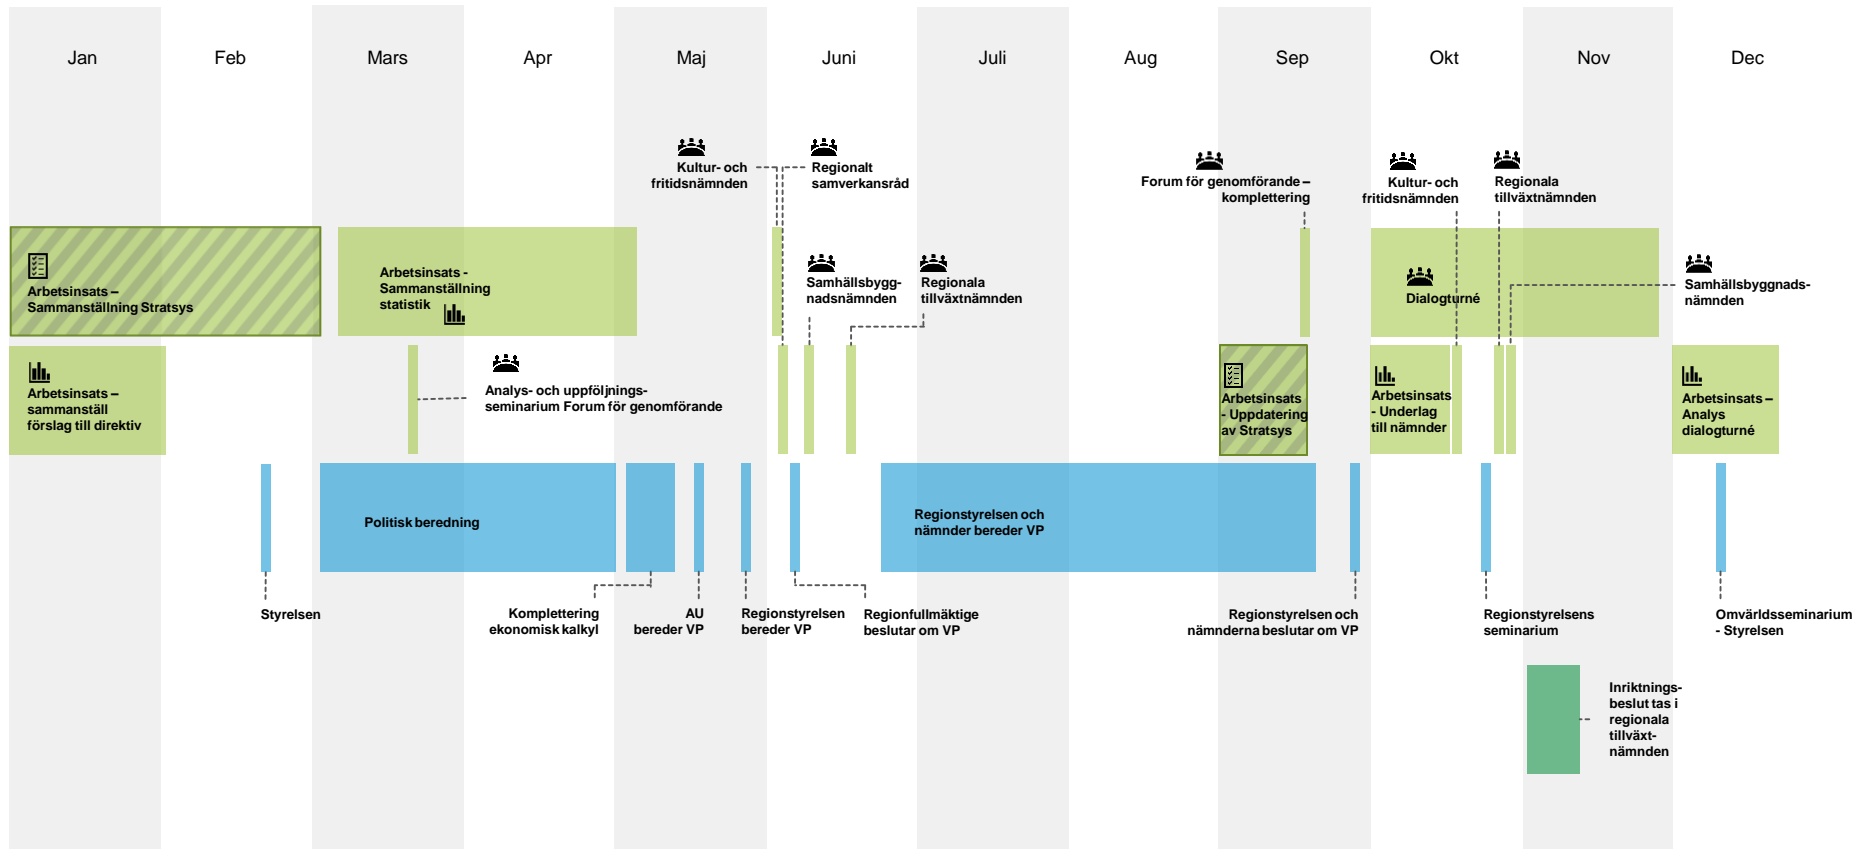 Jan
Feb
Mars
Apr
Maj
Juni
Juli
Aug
Sep
Okt
Nov
Dec
Kultur- och
fritidsnämnden
Regionalt
samverkansråd
Forum för genomförande –
komplettering
Kultur- och
fritidsnämnden
Regionala
tillväxtnämnden
Arbetsinsats –
Sammanställning Stratsys
Arbetsinsats -
Sammanställning
statistik
Samhällsbygg-
nadsnämnden
Regionala
tillväxtnämnden
Dialogturné
Samhällsbyggnads-
nämnden
Arbetsinsats –
sammanställ
förslag till direktiv
Analys- och uppföljnings-
seminarium Forum för genomförande
Arbetsinsats
- Uppdatering
av Stratsys
Arbetsinsats
- Underlag
till nämnder
Arbetsinsats –
Analys
dialogturné
Politisk beredning
Regionstyrelsen och
nämnder bereder VP
Styrelsen
Komplettering
ekonomisk kalkyl
AU
bereder VP
Regionstyrelsen
bereder VP
Regionfullmäktige
beslutar om VP
Regionstyrelsen och
nämnderna beslutar om VP
Regionstyrelsens
seminarium
Omvärldsseminarium
- Styrelsen
Inriktnings-
beslut tas i
regionala
tillväxt-
nämnden